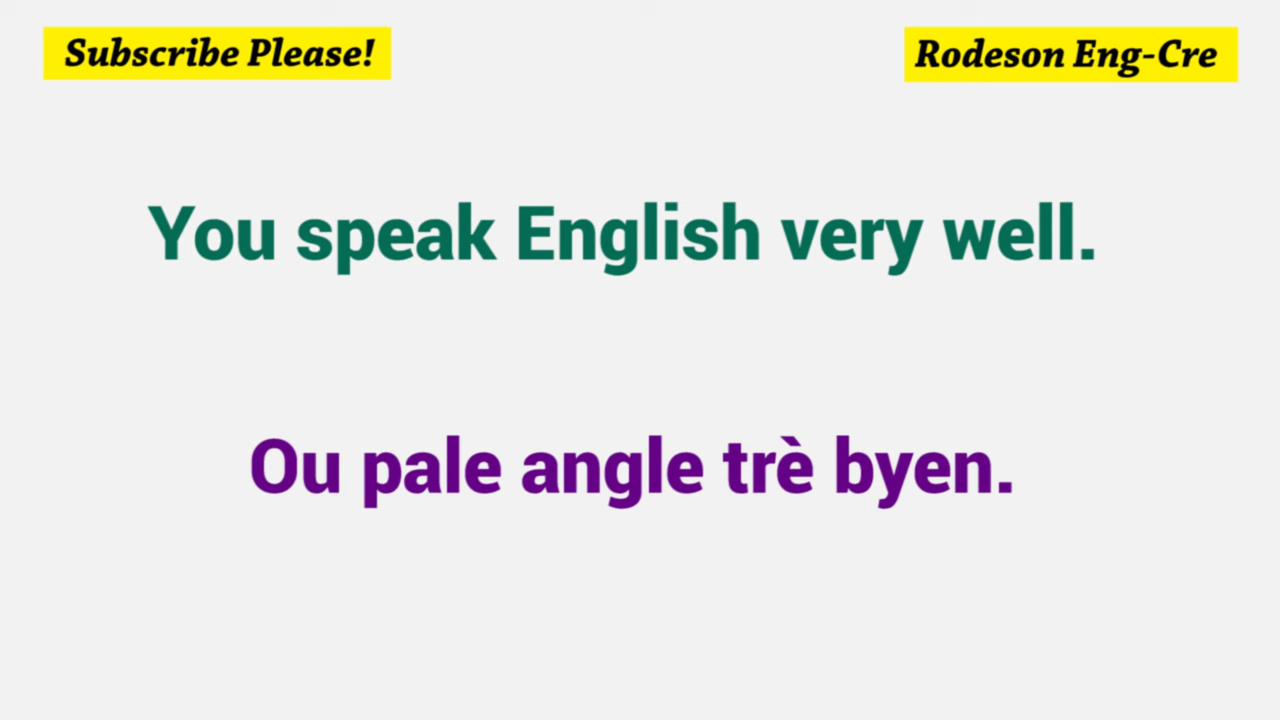 Subscribe Please!
Rodeson Eng-Cre
You speak English very well.
Ou pale angle trè byen.